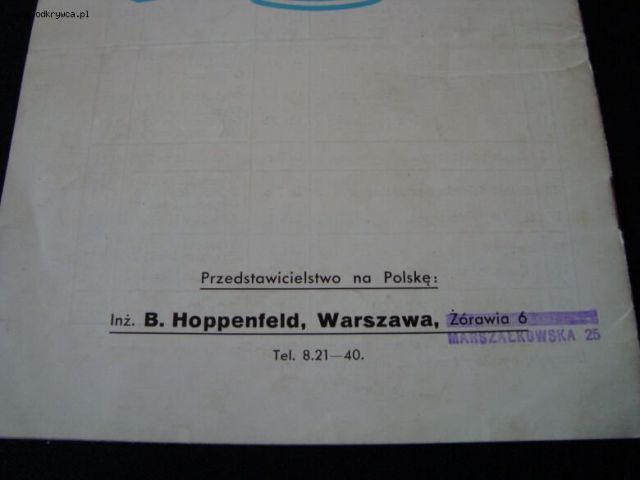 odkrywca.pl
Przedstawicielstwo na Polskę:
Inż. B. Hoppenfeld, Warszawa, Żórawia 6
MARSZAŁKOWSKA 25
Tel. 8.21—40.